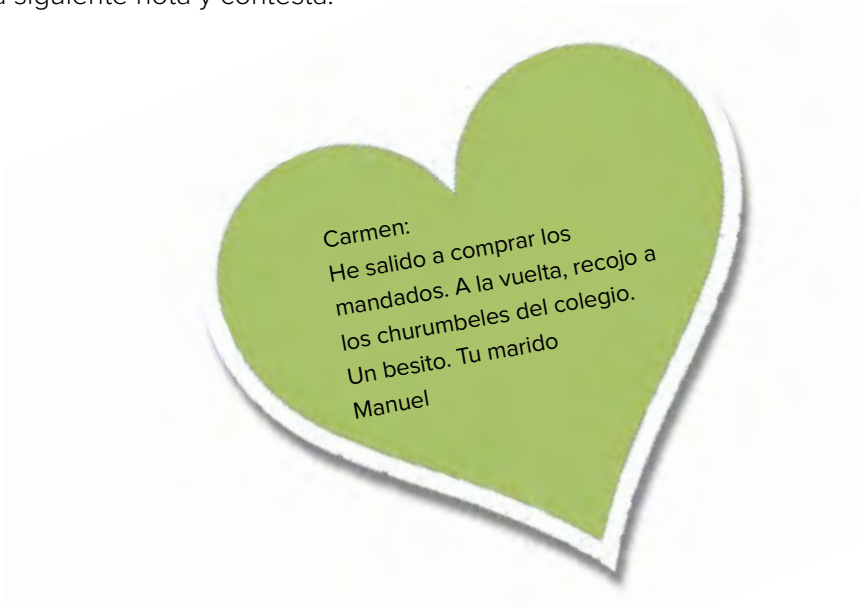 siguiente nota y contesta.
Carmen:
He salido a comprar los
mandados. A la vuelta, recojo a
los churumbeles del colegio.
Un besito. Tu marido
Manuel